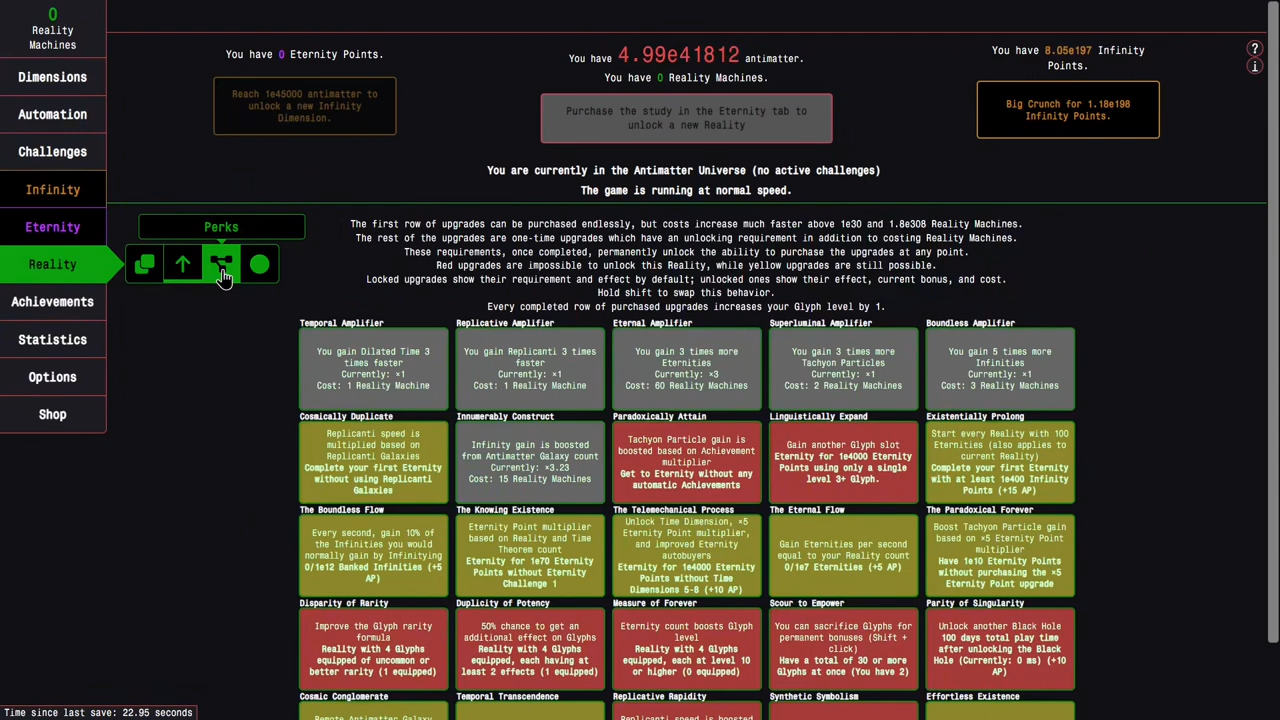 0
Reality
Machines
Dimensions
Automation
Challenges
Infinity
Eternity
Reality
Achievements
Statistics
Options
Shop
You have 0 Eternity Points.
Reach 1e45000 antimatter to
unlock a new Infinity
Dimension.
You have 4.99e41812 antimatter.
You have 0 Reality Machines.
Purchase the study in the Eternity tab to
unlock a new Reality
You have 8.05e197 Infinity
Points.
Big Crunch for 1.18e198
Infinity Points.
?
i
You are currently in the Antimatter Universe (no active challenges)
The game is running at normal speed.
Perks
The first row of upgrades can be purchased endlessly, but costs increase much faster above 1e30 and 1.8e308 Reality Machines.
The rest of the upgrades are one-time upgrades which have an unlocking requirement in addition to costing Reality Machines.
These requirements, once completed, permanently unlock the ability to purchase the upgrades at any point.
Red upgrades are impossible to unlock this Reality, while yellow upgrades are still possible.
Locked upgrades show their requirement and effect by default; unlocked ones show their effect, current bonus, and cost.
Hold shift to swap this behavior.
Every completed row of purchased upgrades increases your Glyph level by 1.
Temporal Amplifier
You gain Dilated Time 3
times faster
Currently: ×1
Cost: 1 Reality Machine
Replicative Amplifier
You gain Replicanti 3 times
faster
Currently: ×1
Cost: 1 Reality Machine
Eternal Amplifier
You gain 3 times more
Eternities
Currently: ×3
Cost: 60 Reality Machines
Superluminal Amplifier
You gain 3 times more
Tachyon Particles
Currently: ×1
Cost: 2 Reality Machines
Boundless Amplifier
You gain 5 times more
Infinities
Currently: ×1
Cost: 3 Reality Machines
Cosmically Duplicate
Replicanti speed is
multiplied based on
Replicanti Galaxies
Complete your first Eternity
without using Replicanti
Galaxies
Innumerably Construct
Infinity gain is boosted
from Antimatter Galaxy count
Currently: ×3.23
Cost: 15 Reality Machines
Paradoxically Attain
Tachyon Particle gain is
boosted based on Achievement
multiplier
Get to Eternity without any
automatic Achievements
Linguistically Expand
Gain another Glyph slot
Eternity for 1e4000 Eternity
Points using only a single
level 3+ Glyph.
Existentially Prolong
Start every Reality with 100
Eternities (also applies to
current Reality)
Complete your first Eternity
with at least 1e400 Infinity
Points (+15 AP)
The Boundless Flow
Every second, gain 10% of
the Infinities you would
normally gain by Infinitying
0/1e12 Banked Infinities (+5
AP)
The Knowing Existence
Eternity Point multiplier
based on Reality and Time
Theorem count
Eternity for 1e70 Eternity
Points without Eternity
Challenge 1
The Telemechanical Process
Unlock Time Dimension, ×5
Eternity Point multiplier,
and improved Eternity
autobuyers
Eternity for 1e4000 Eternity
Points without Time
Dimensions 5-8 (+10 AP)
The Eternal Flow
Gain Eternities per second
equal to your Reality count
0/1e7 Eternities (+5 AP)
The Paradoxical Forever
Boost Tachyon Particle gain
based on ×5 Eternity Point
multiplier
Have 1e10 Eternity Points
without purchasing the ×5
Eternity Point upgrade
Disparity of Rarity
Improve the Glyph rarity
formula
Reality with 4 Glyphs
equipped of uncommon or
better rarity (1 equipped)
Duplicity of Potency
50% chance to get an
additional effect on Glyphs
Reality with 4 Glyphs
equipped, each having at
least 2 effects (1 equipped)
Measure of Forever
Eternity count boosts Glyph
level
Reality with 4 Glyphs
equipped, each at level 10
or higher (0 equipped)
Scour to Empower
You can sacrifice Glyphs for
permanent bonuses (Shift +
click)
Have a total of 30 or more
Glyphs at once (You have 2)
Parity of Singularity
Unlock another Black Hole
100 days total play time
after unlocking the Black
Hole (Currently: 0 ms) (+10
AP)
Cosmic Conglomerate
Remote Antimatter Galaxy
Temporal Transcendence
Replicative Rapidity
Replicanti speed is boosted
Synthetic Symbolism
Effortless Existence
Time since last save: 22.95 seconds